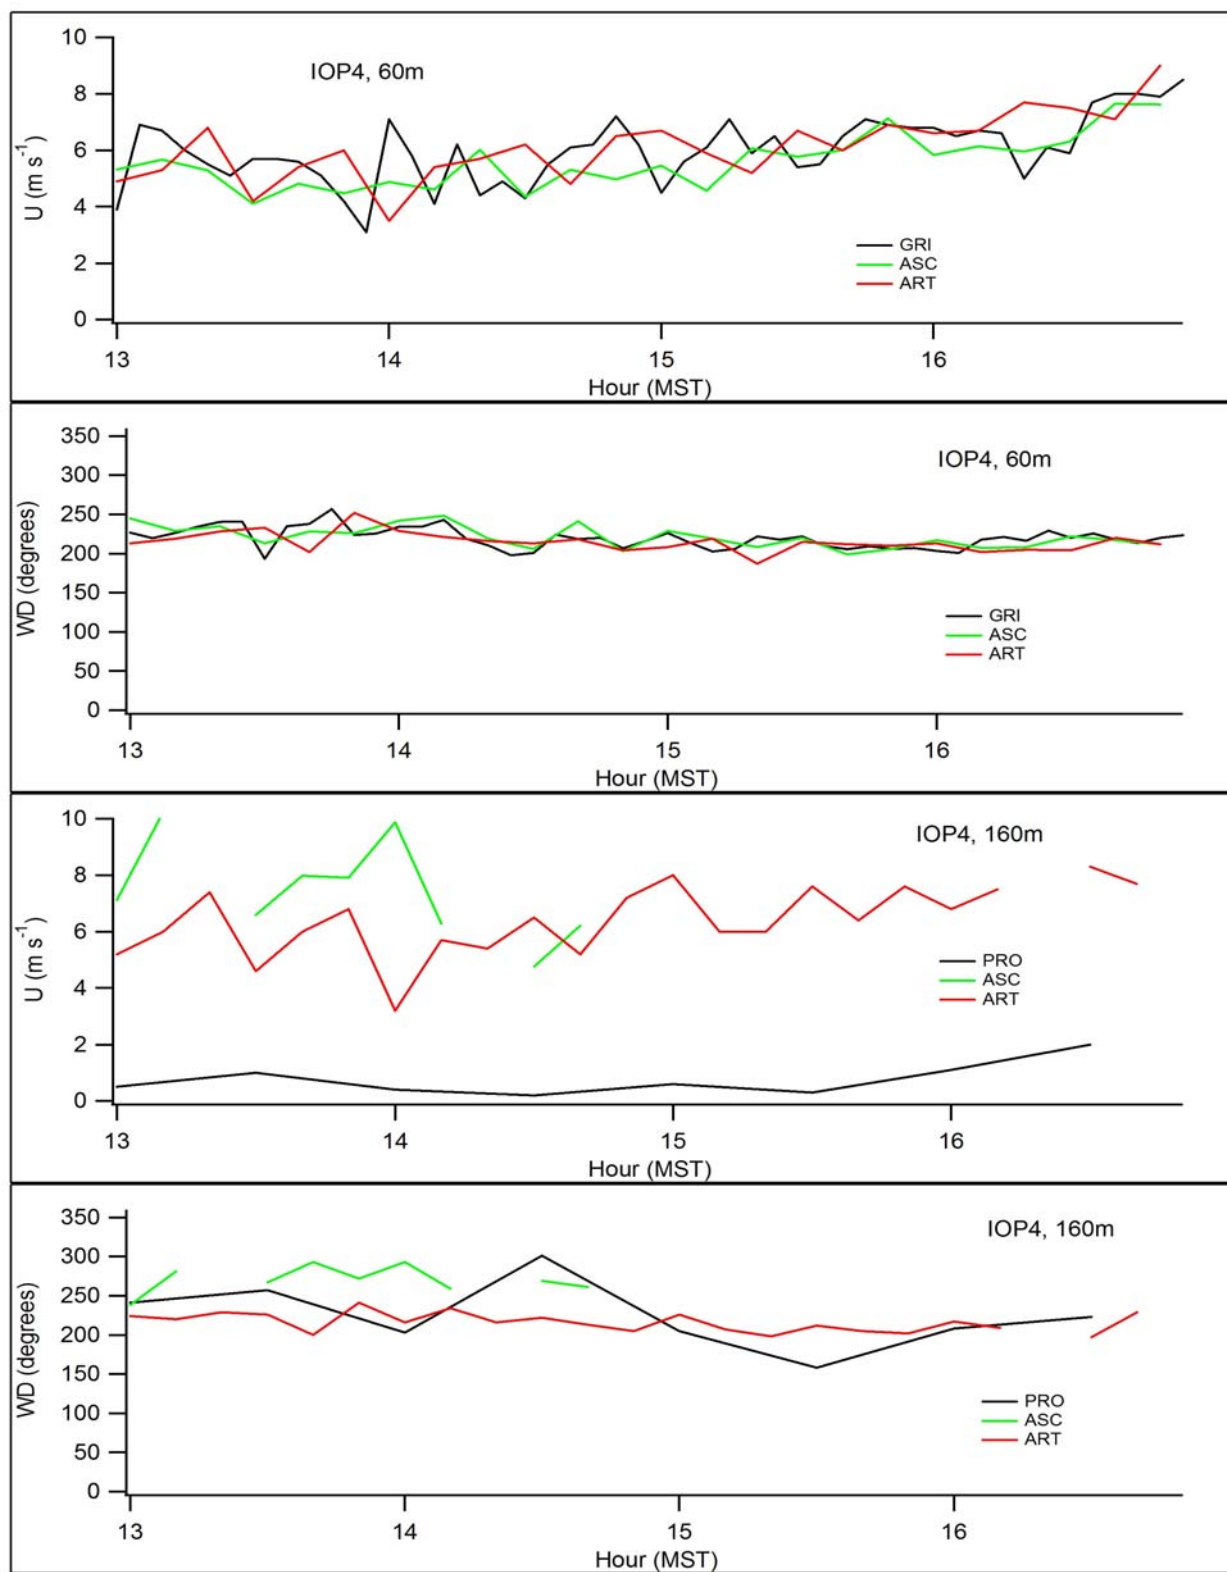 10
8
6
4
2
0
U (m s⁻¹)
IOP4, 60m
GRI
ASC
ART
13 14 15 16
Hour (MST)
350
300
250
200
150
100
50
0
WD (degrees)
IOP4, 60m
GRI
ASC
ART
13 14 15 16
Hour (MST)
10
8
6
4
2
0
U (m s⁻¹)
IOP4, 160m
PRO
ASC
ART
13 14 15 16
Hour (MST)
350
300
250
200
150
100
50
0
WD (degrees)
IOP4, 160m
PRO
ASC
ART
13 14 15 16
Hour (MST)